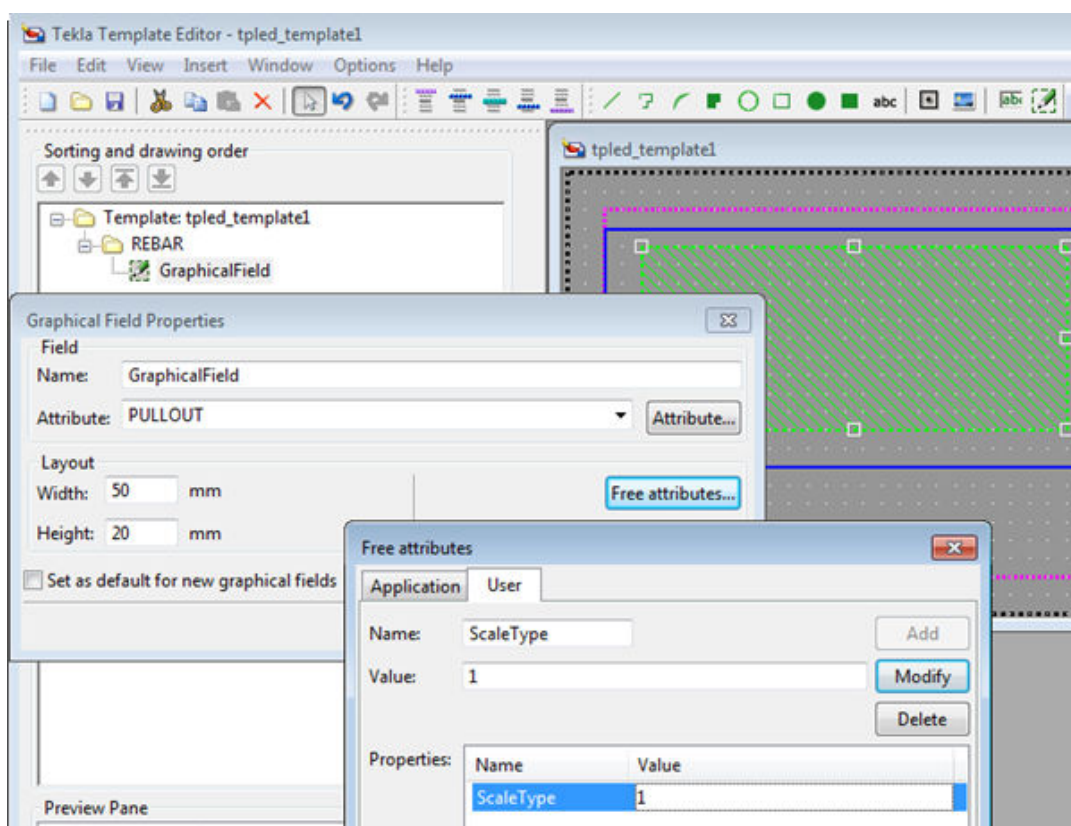 Tekla Template Editor - tpled_template1
File Edit View Insert Window Options Help
abc
Sorting and drawing order
Template: tpled_template1
REBAR
GraphicalField
tpled_template1
Graphical Field Properties
Field
Name: GraphicalField
Attribute: PULLOUT Attribute...
Layout
Width: 50 mm Free attributes...
Height: 20 mm
Set as default for new graphical fields
Free attributes
Application User
Name: ScaleType Add
Value: 1 Modify
Delete
Properties: Name Value
ScaleType 1
Preview Pane